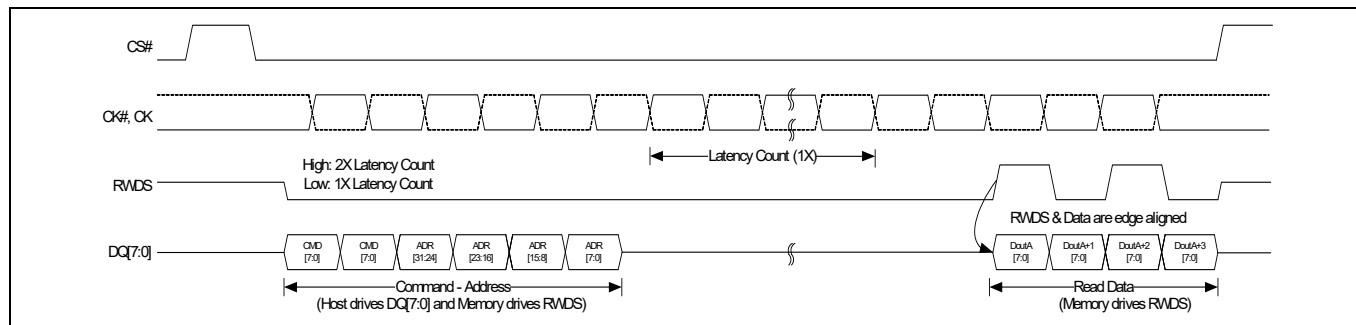 CS#
CK#, CK
Latency Count (1X)
High: 2X Latency Count
Low: 1X Latency Count
RWDS
RWDS & Data are edge aligned
DQ[7:0]
CMD [7:0]
CMD [7:0]
ADR [31:24]
ADR [23:16]
ADR [15:8]
ADR [7:0]
DoutA [7:0]
DoutA+1 [7:0]
DoutA+2 [7:0]
DoutA+3 [7:0]
Command - Address
(Host drives DQ[7:0] and Memory drives RWDS)
Read Data
(Memory drives RWDS)